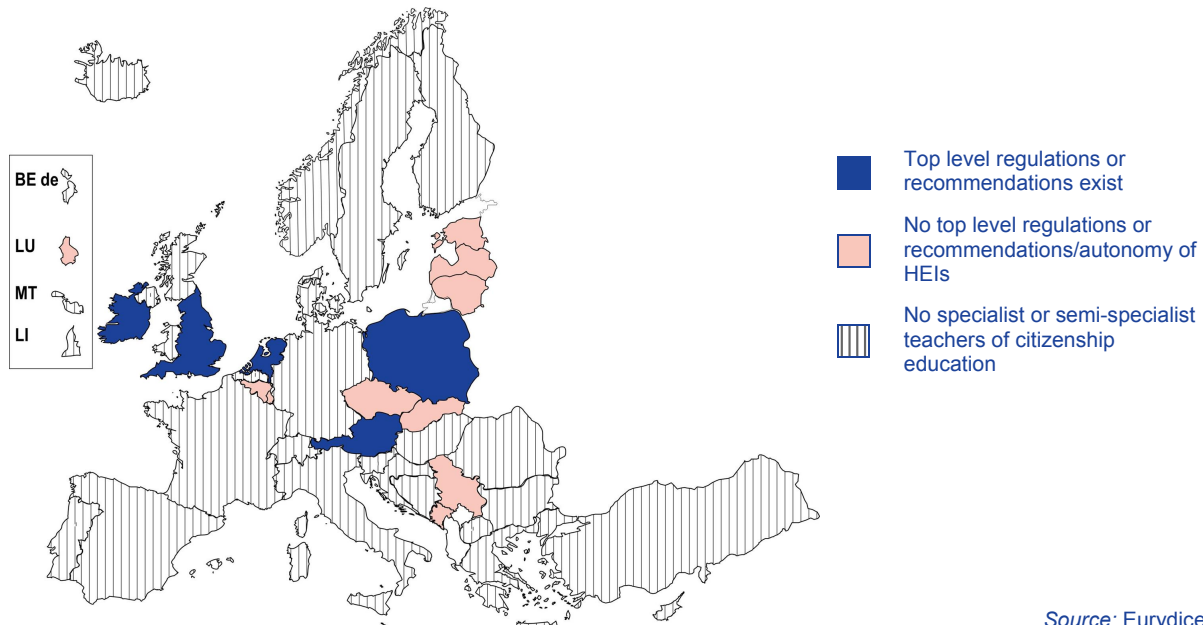 BE de
LU
MT
LI
Top level regulations or
recommendations exist
No top level regulations or
recommendations/autonomy of
HEIs
No specialist or semi-specialist
teachers of citizenship
education
Source: Eurydice